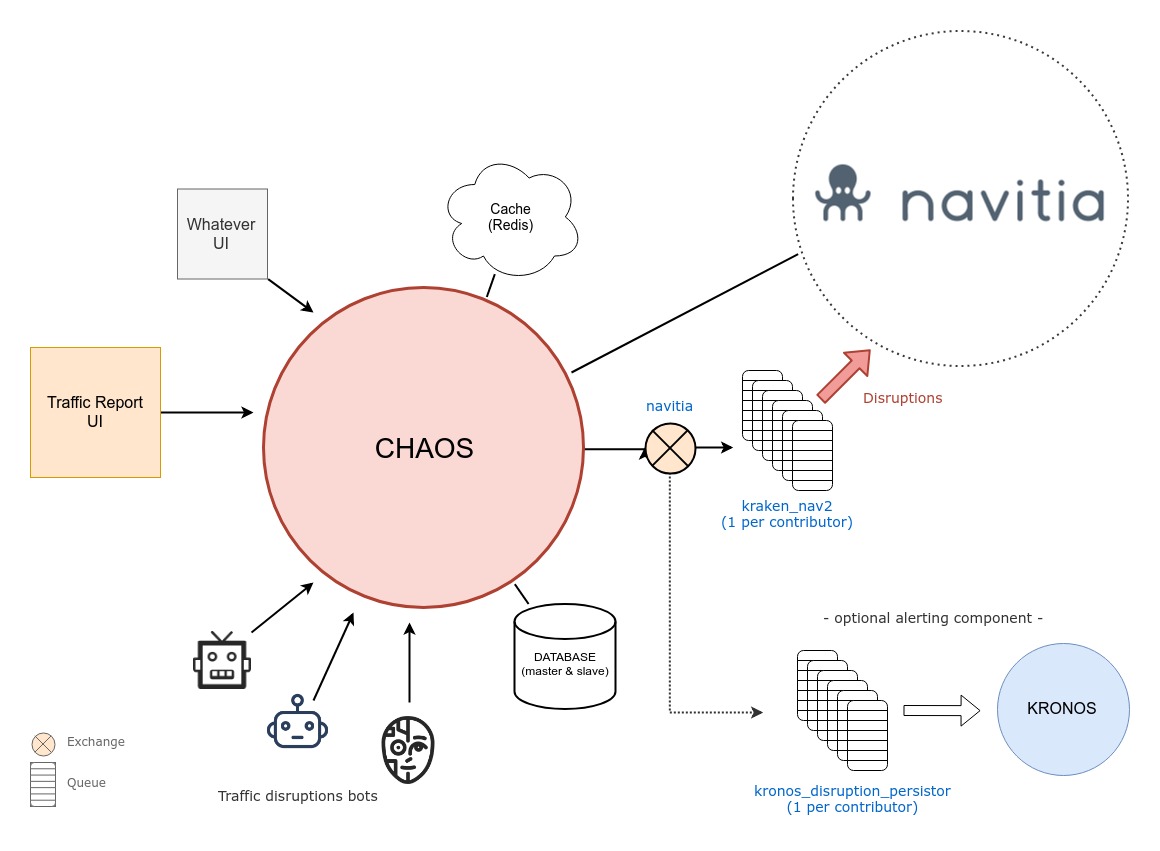 navitia
Whatever
UI
Cache
(Redis)
Traffic Report
UI
CHAOS
navitia
Disruptions
kraken_nav2
(1 per contributor)
- optional alerting component -
DATABASE
(master & slave)
KRONOS
Exchange
Queue
Traffic disruptions bots
kronos_disruption_persistor
(1 per contributor)